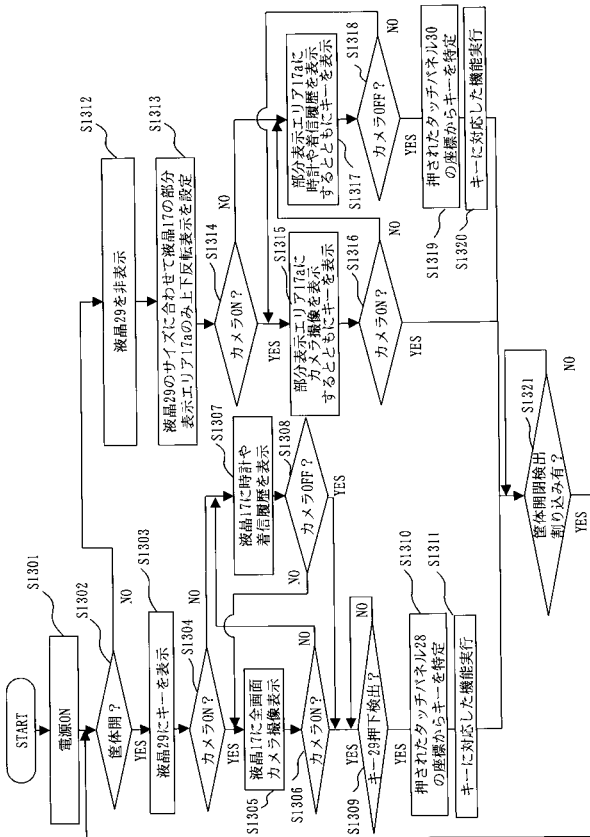 START
S1301
電源ON
S1302
筐体開？
NO
YES
S1303
液晶29にキーを表示
S1304
カメラON？
NO
YES
S1305
液晶17に全画面
カメラ撮像表示
S1306
カメラON？
NO
YES
S1307
液晶17に時計や
着信履歴を表示
S1308
カメラOFF？
NO
YES
S1309
キー29押下検出？
NO
YES
S1310
押されたタッチパネル28
の座標からキーを特定
S1311
キーに対応した機能実行
S1312
液晶29を非表示
S1313
液晶29のサイズに合わせて液晶17の部分
表示エリア17aのみ上下反転表示を設定
S1314
カメラON？
NO
YES
S1315
部分表示エリア17aに
カメラ撮像を表示
するとともにキーを表示
S1316
カメラON？
NO
YES
S1317
部分表示エリア17aに
時計や着信履歴を表示
するとともにキーを表示
S1318
カメラOFF？
NO
YES
S1319
押されたタッチパネル30
の座標からキーを特定
S1320
キーに対応した機能実行
S1321
筐体開閉検出
割り込み有？
NO
YES